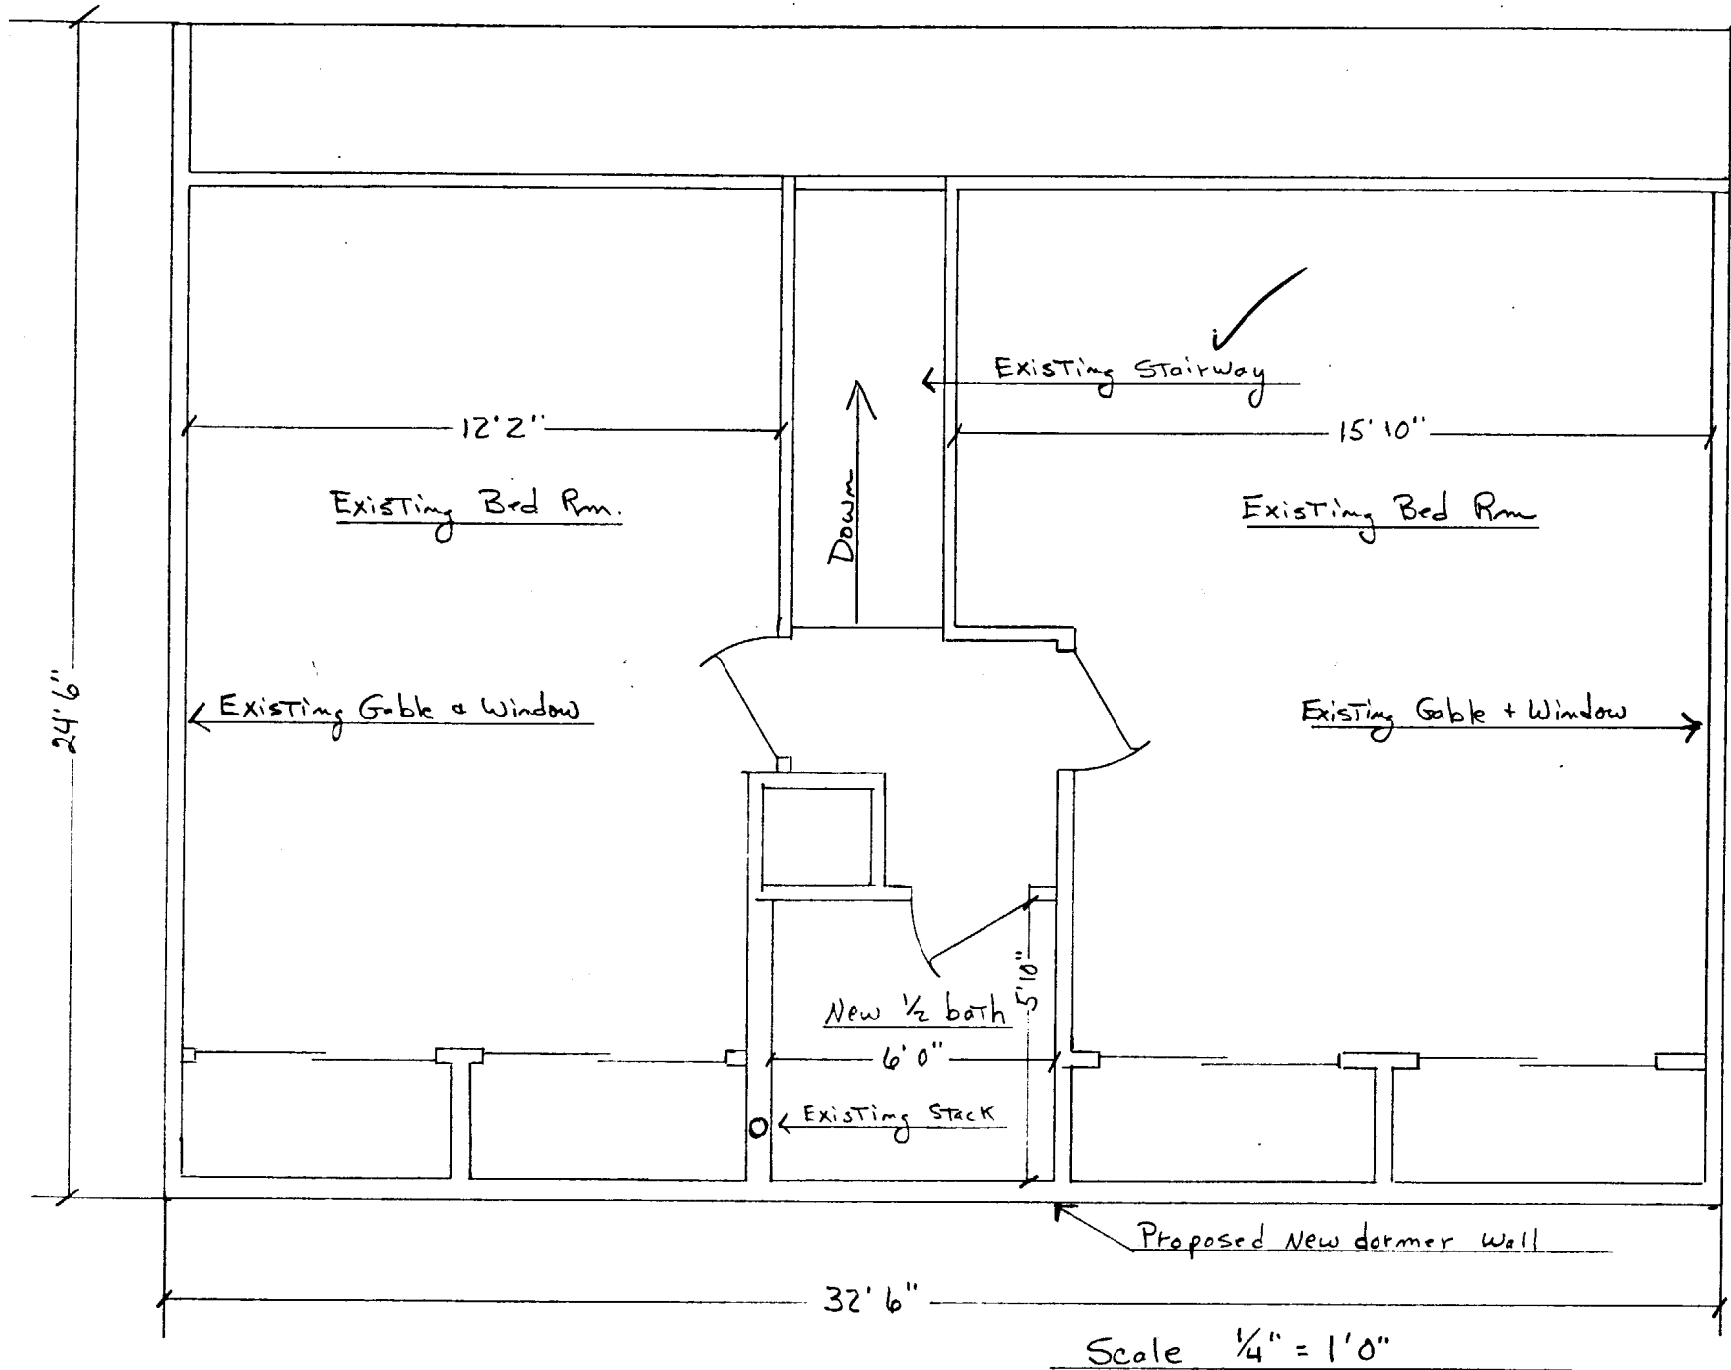 Existing Stairway
12'2"
15'10"
Existing Bed Rm.
Down
Existing Bed Rm
24'6"
Existing Gable & Window
Existing Gable + Window
New ½ bath
5'10"
6'0"
Existing Stack
Proposed New dormer Wall
32'6"
Scale ¼" = 1'0"